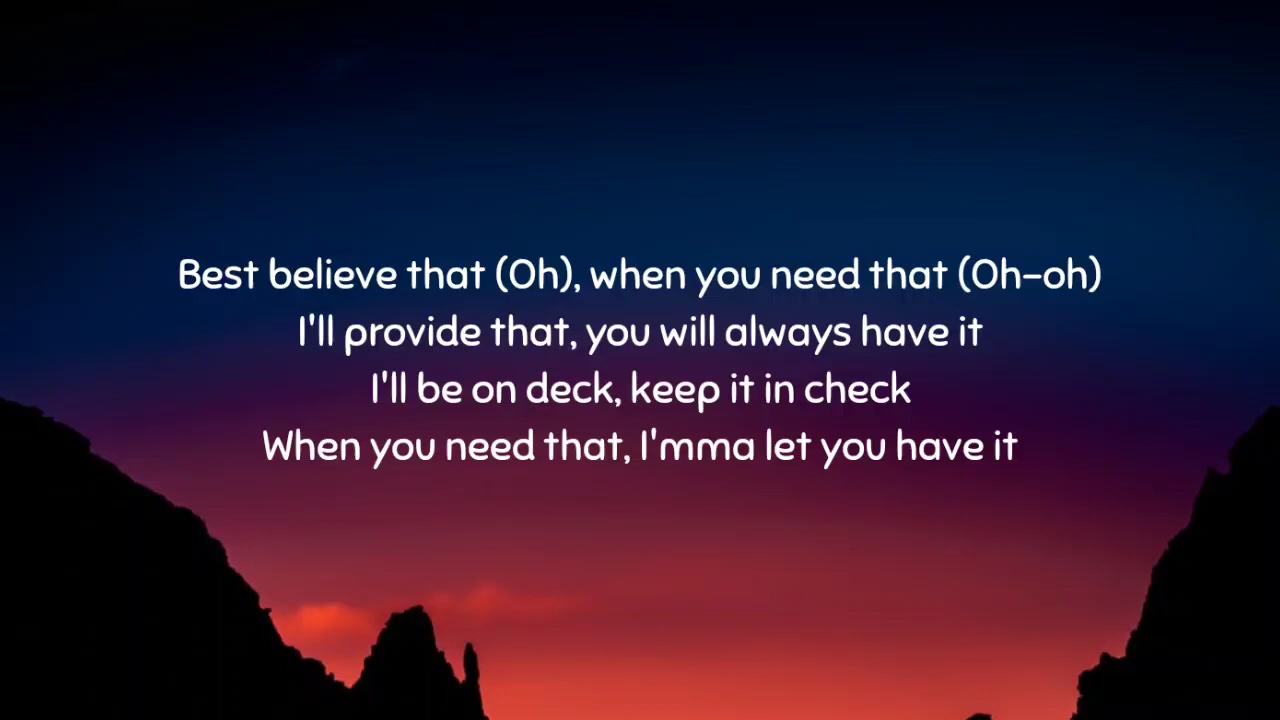 Best believe that (Oh), when you need that (Oh-oh)
I'll provide that, you will always have it
I'll be on deck, keep it in check
When you need that, I'mma let you have it